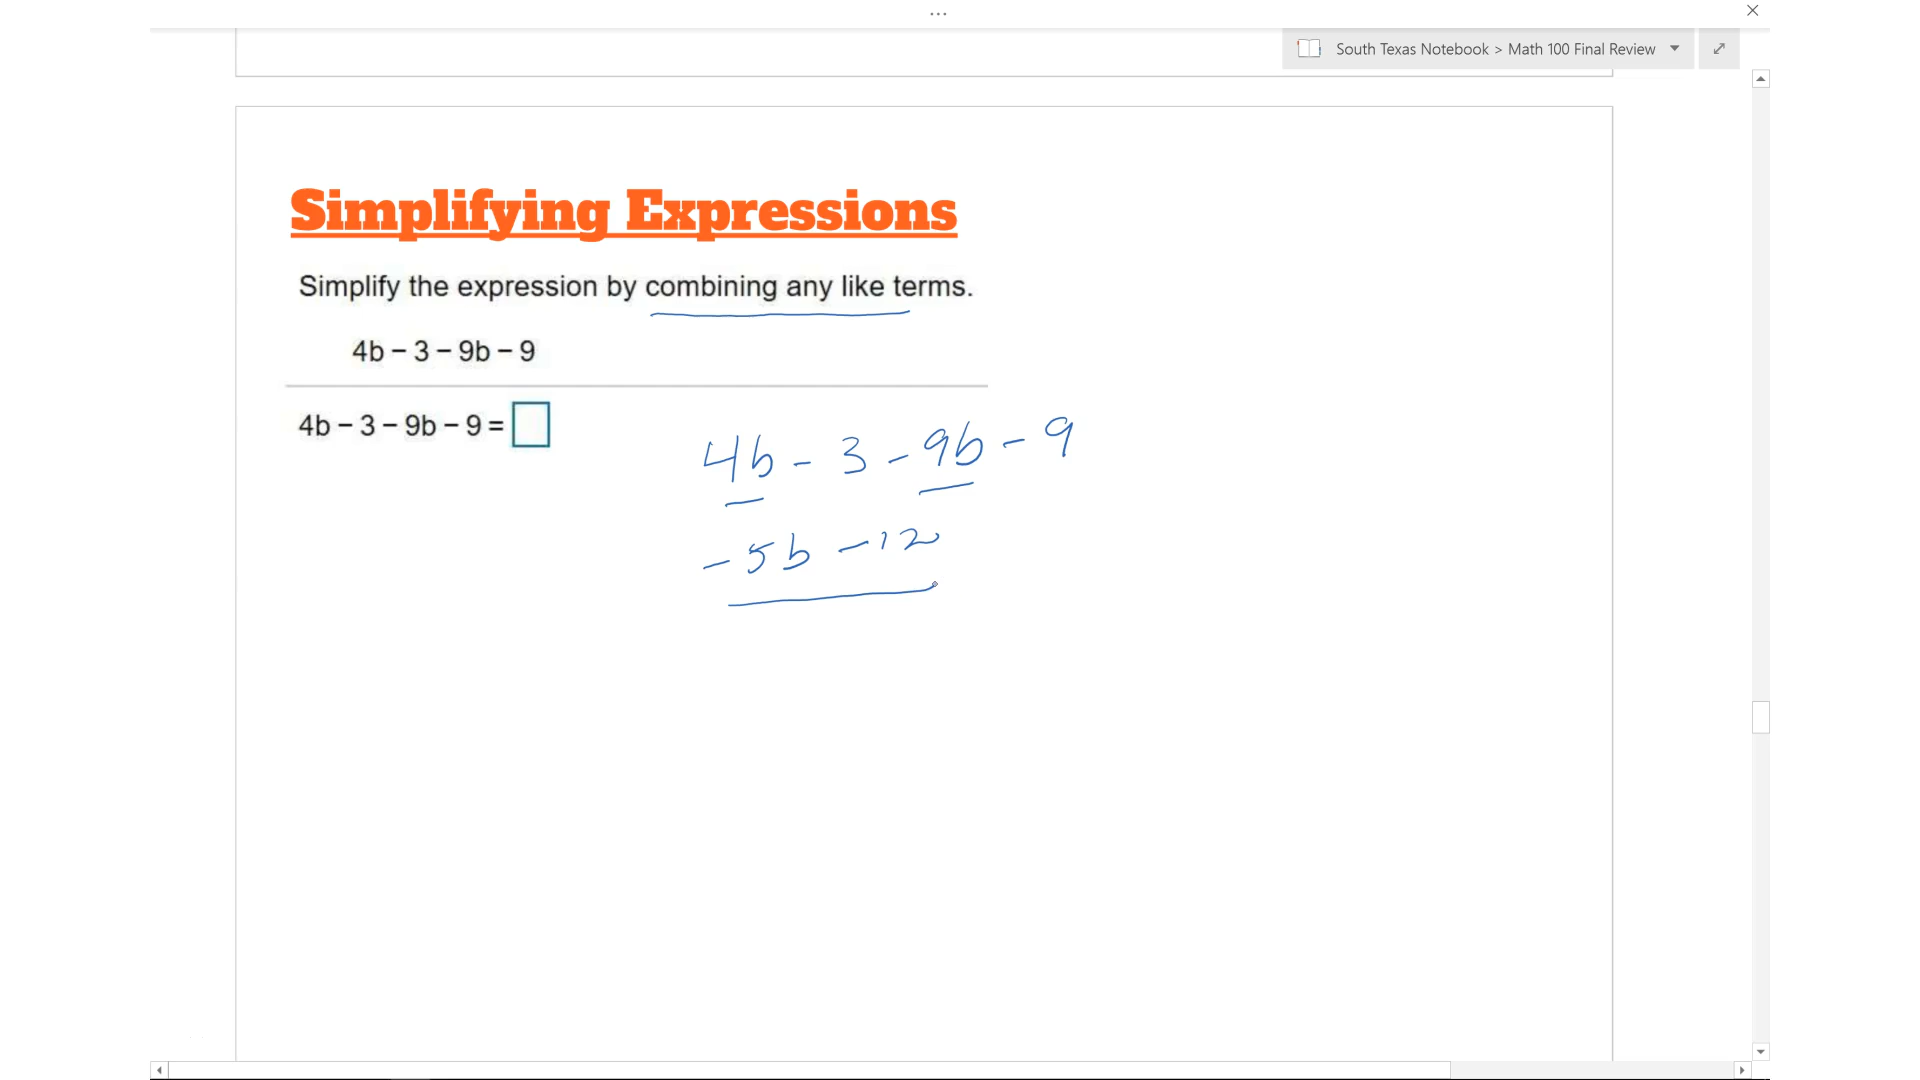 ...
South Texas Notebook > Math 100 Final Review
Simplifying Expressions
Simplify the expression by combining any like terms.
4b − 3 − 9b − 9
4b − 3 − 9b − 9 =
4b - 3 - 9b - 9
-5b - 12